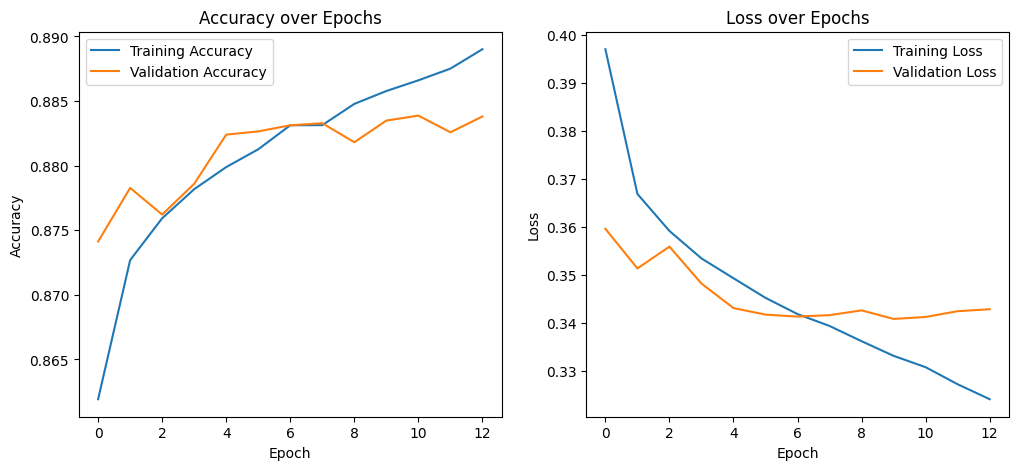 Accuracy over Epochs
Training Accuracy
Validation Accuracy
0.890
0.885
0.880
0.875
0.870
0.865
Accuracy
0 2 4 6 8 10 12
Epoch
Loss over Epochs
Training Loss
Validation Loss
0.40
0.39
0.38
0.37
0.36
0.35
0.34
0.33
Loss
0 2 4 6 8 10 12
Epoch